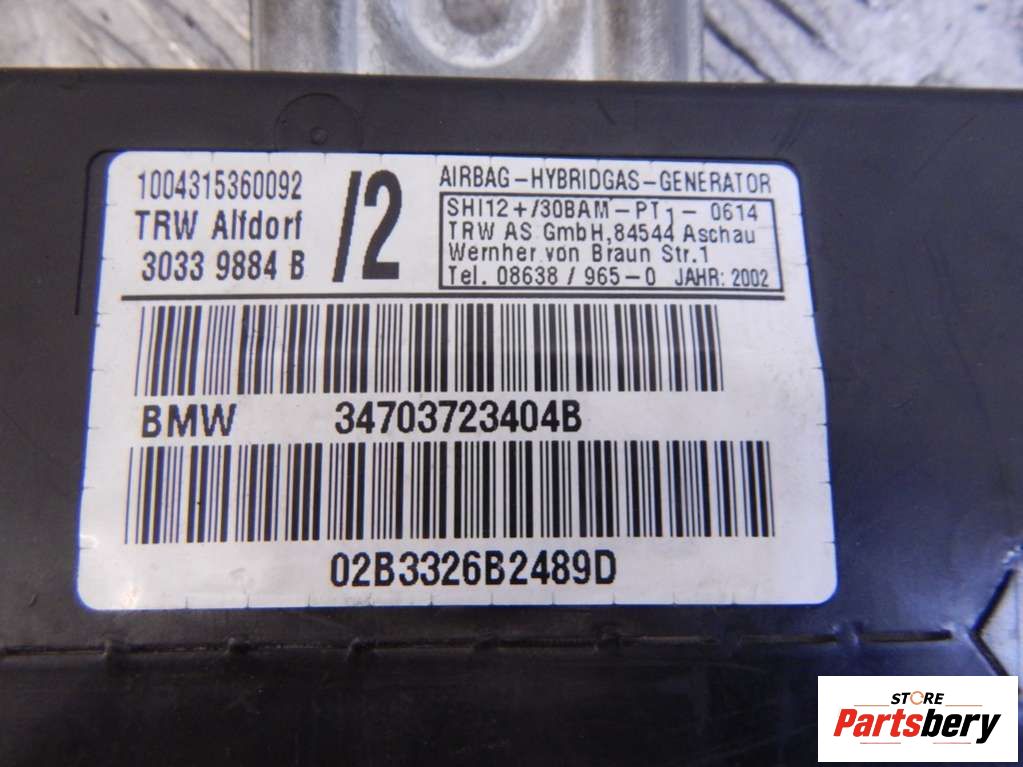 1004315360092
TRW Alfdorf
3033 9884 B
/2
AIRBAG-HYBRIDGAS-GENERATOR
SHI12+/30BAM-PT1-0614
TRW AS GmbH,84544 Aschau
Wernher von Braun Str.1
Tel. 08638 / 965-0 JAHR: 2002
BMW 34703723404B
02B3326B2489D
STORE
Partsbery